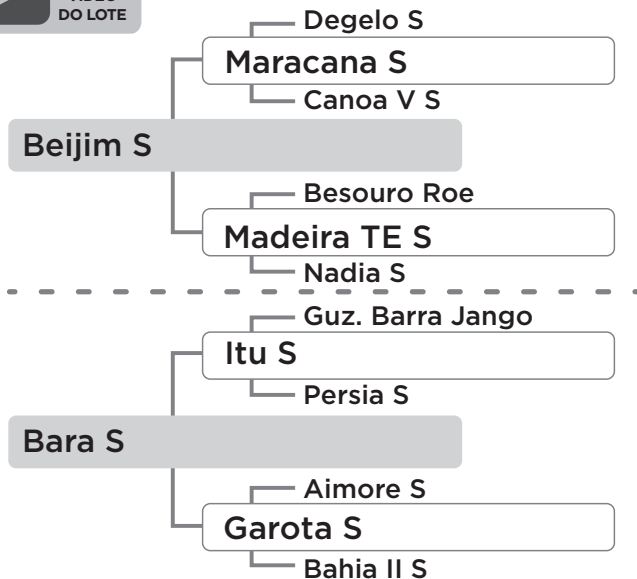 DO LOTE
Degelo S
Maracana S
Canoa V S
Beijim S
Besouro Roe
Madeira TE S
Nadia S
Guz. Barra Jango
Itu S
Persia S
Bara S
Aimore S
Garota S
Bahia II S